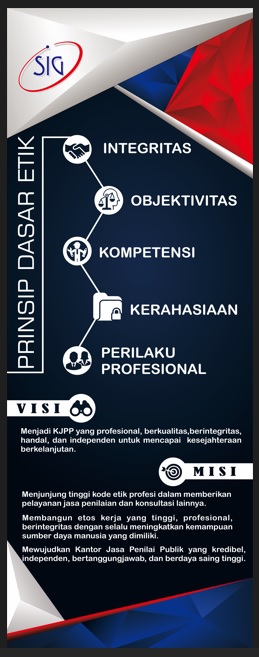 SIG
PRINSIP DASAR ETIK
INTEGRITAS
OBJEKTIVITAS
KOMPETENSI
KERAHASIAAN
PERILAKU
PROFESIONAL
VISI
Menjadi KJPP yang profesional, berkualitas,berintegritas,
handal, dan independen untuk mencapai kesejahteraan
berkelanjutan.
MISI
Menjunjung tinggi kode etik profesi dalam memberikan
pelayanan jasa penilaian dan konsultasi lainnya.
Membangun etos kerja yang tinggi, profesional,
berintegritas dengan selalu meningkatkan kemampuan
sumber daya manusia yang dimiliki.
Mewujudkan Kantor Jasa Penilai Publik yang kredibel,
independen, bertanggungjawab, dan berdaya saing tinggi.